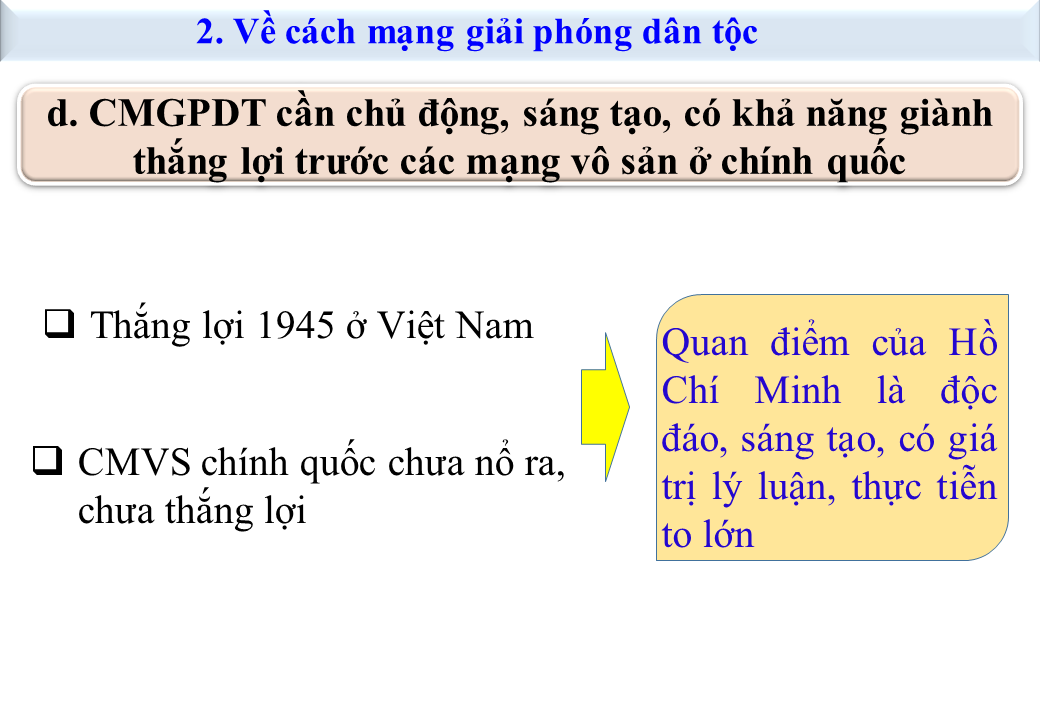 2. Về cách mạng giải phóng dân tộc
d. CMGPDT cần chủ động, sáng tạo, có khả năng giành
thắng lợi trước các mạng vô sản ở chính quốc
Thắng lợi 1945 ở Việt Nam
CMVS chính quốc chưa nổ ra,
chưa thắng lợi
Quan điểm của Hồ
Chí Minh là độc
đáo, sáng tạo, có giá
trị lý luận, thực tiễn
to lớn